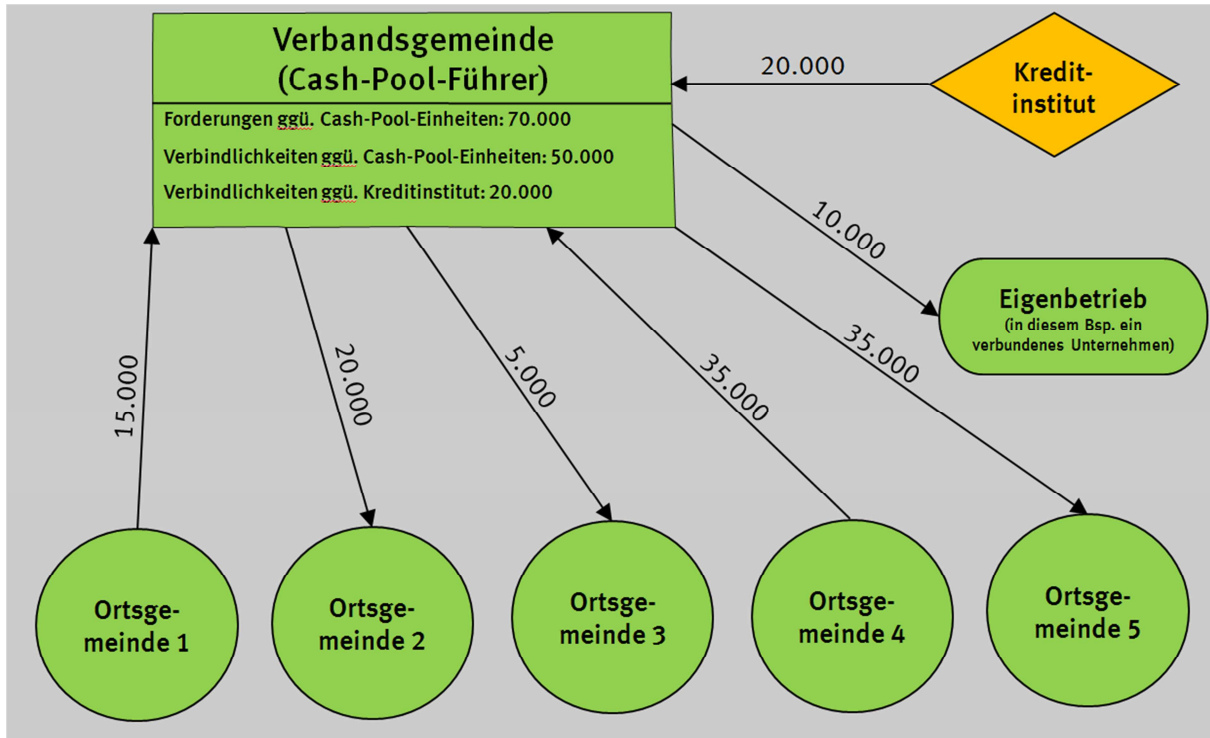 Verbandsgemeinde
(Cash-Pool-Führer)
Forderungen ggü. Cash-Pool-Einheiten: 70.000
Verbindlichkeiten ggü. Cash-Pool-Einheiten: 50.000
Verbindlichkeiten ggü. Kreditinstitut: 20.000
20.000
Kredit-
institut
10.000
Eigenbetrieb
(in diesem Bsp. ein
verbundenes Unternehmen)
15.000
20.000
5.000
35.000
35.000
Ortsge-
meinde 1
Ortsge-
meinde 2
Ortsge-
meinde 3
Ortsge-
meinde 4
Ortsge-
meinde 5